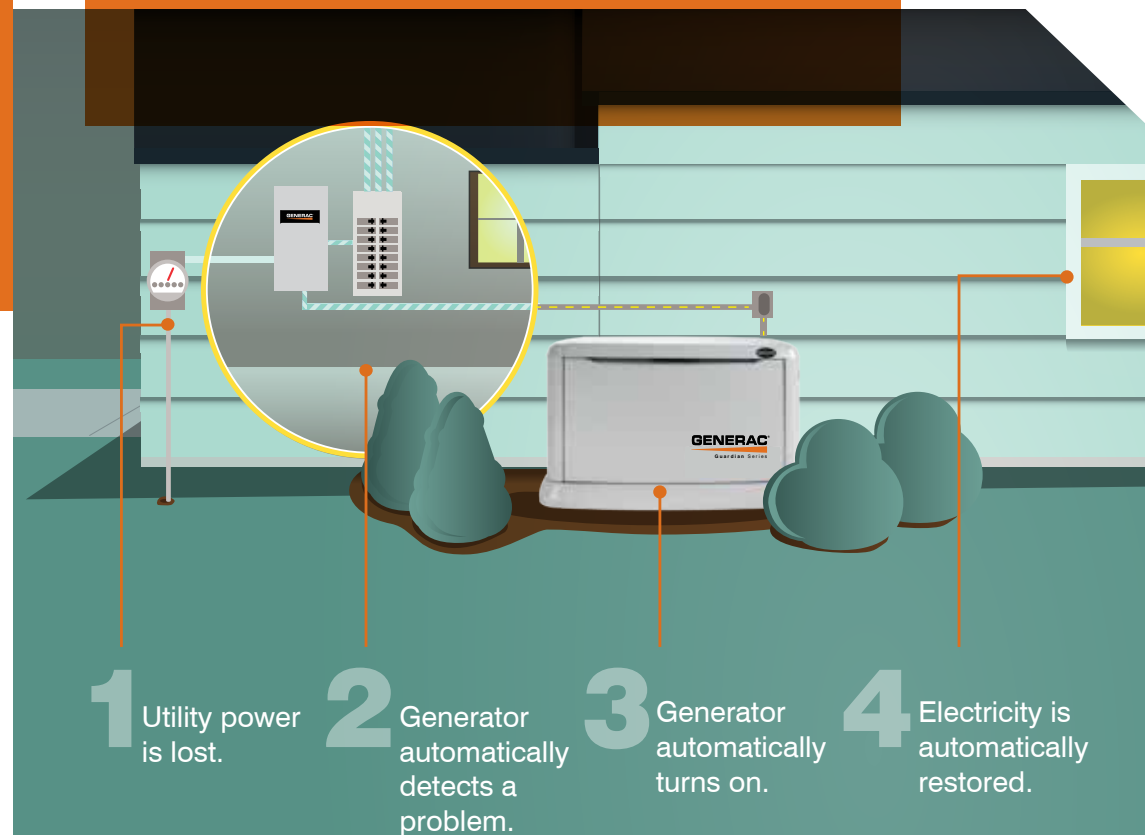 GENERAC
GENERAC
Guardian Series
1
Utility power
is lost.
2
Generator
automatically
detects a
problem.
3
Generator
automatically
turns on.
4
Electricity is
automatically
restored.